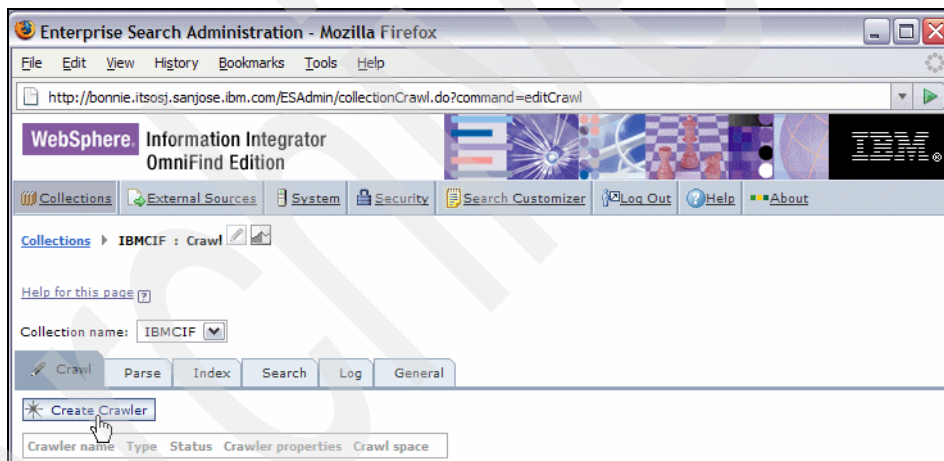 Enterprise Search Administration - Mozilla Firefox
File Edit View History Bookmarks Tools Help
http://bonnie.itsosj.sanjose.ibm.com/ESAdmin/collectionCrawl.do?command=editCrawl
WebSphere. Information Integrator
OmniFind Edition
IBM®
Collections External Sources System Security Search Customizer Log Out Help About
Collections IBMCIF : Crawl
Help for this page ?
Collection name: IBMCIF
Crawl Parse Index Search Log General
Create Crawler
Crawler name Type Status Crawler properties Crawl space